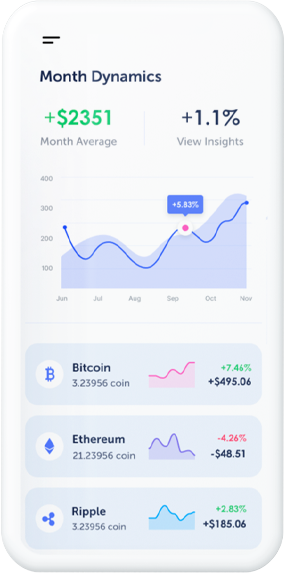 Month Dynamics
+$2351 +1.1%
Month Average View Insights
400
300
200
100
+5.83%
Jun Jul Aug Sep Oct Nov
Bitcoin +7.46%
3.23956 coin +$495.06
Ethereum -4.26%
21.23956 coin -$48.51
Ripple +2.83%
3.23956 coin +$185.06